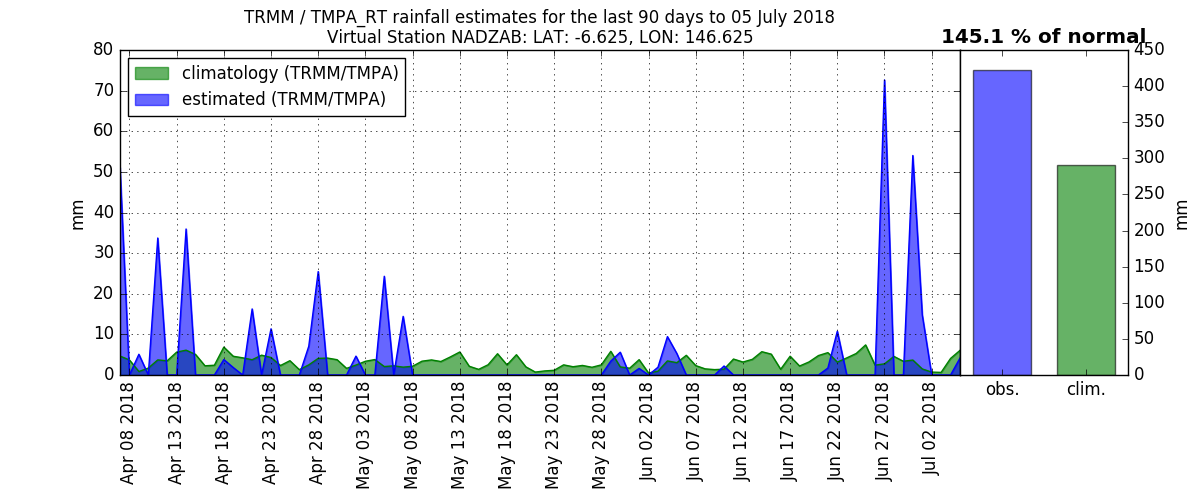 TRMM / TMPA_RT rainfall estimates for the last 90 days to 05 July 2018
Virtual Station NADZAB: LAT: -6.625, LON: 146.625
145.1 % of normal
climatology (TRMM/TMPA)
estimated (TRMM/TMPA)
80
70
60
50
40
30
20
10
0
mm
Apr 08 2018
Apr 13 2018
Apr 18 2018
Apr 23 2018
Apr 28 2018
May 03 2018
May 08 2018
May 13 2018
May 18 2018
May 23 2018
May 28 2018
Jun 02 2018
Jun 07 2018
Jun 12 2018
Jun 17 2018
Jun 22 2018
Jun 27 2018
Jul 02 2018
450
400
350
300
250
200
150
100
50
0
mm
obs.
clim.